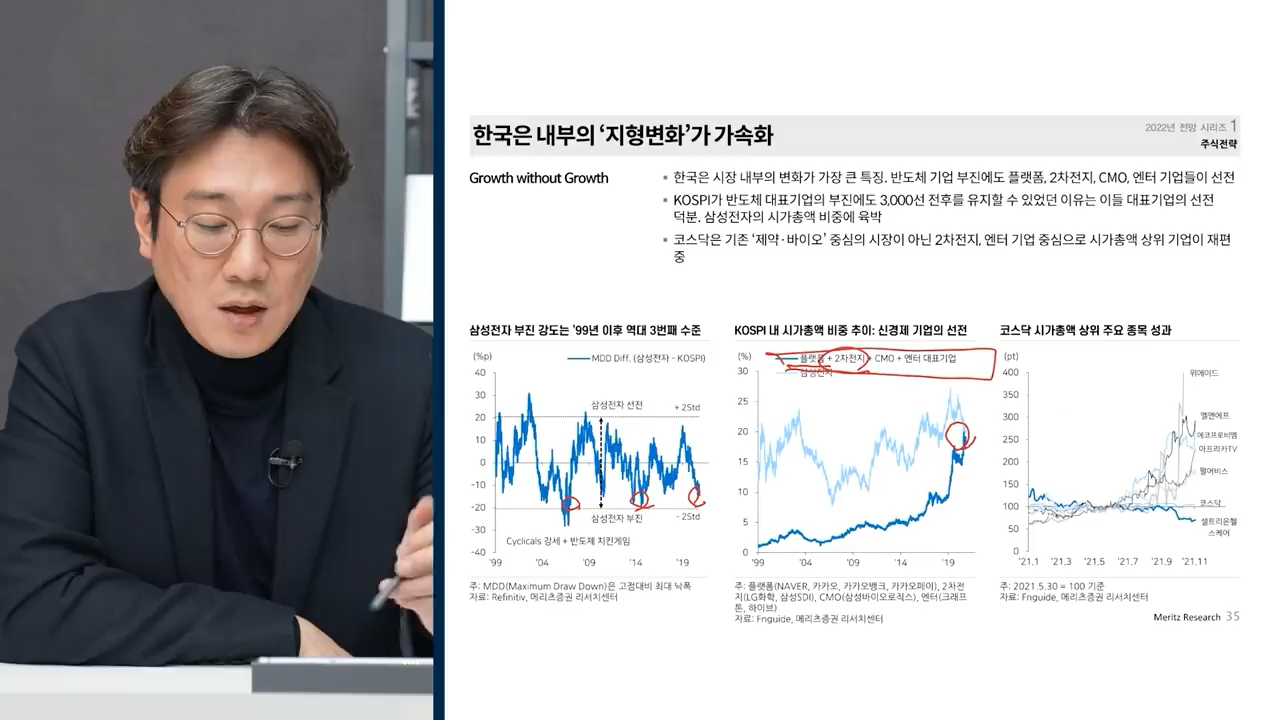 한국은 내부의 ‘지형변화’가 가속화
2022년 전망 시리즈 1
주식전략
Growth without Growth
▪ 한국은 시장 내부의 변화가 가장 큰 특징. 반도체 기업 부진에도 플랫폼, 2차전지, CMO, 엔터 기업들이 선전
▪ KOSPI가 반도체 대표기업의 부진에도 3,000선 전후를 유지할 수 있었던 이유는 이들 대표기업의 선전
덕분. 삼성전자의 시가총액 비중에 육박
▪ 코스닥은 기존 ‘제약·바이오’ 중심의 시장이 아닌 2차전지, 엔터 기업 중심으로 시가총액 상위 기업이 재편
중
삼성전자 부진 강도는 ’99년 이후 역대 3번째 수준
(%p)
MDD Diff. (삼성전자 - KOSPI)
40
30
20
10
0
-10
-20
-30
-40
삼성전자 선전
+ 2Std
삼성전자 부진
- 2Std
Cyclicals 강세 + 반도체 치킨게임
'99
'04
'09
'14
'19
주: MDD(Maximum Draw Down)은 고점대비 최대 낙폭
자료: Refinitiv, 메리츠증권 리서치센터
KOSPI 내 시가총액 비중 추이: 신경제 기업의 선전
(%)
플랫폼 + 2차전지 + CMO + 엔터 대표기업
삼성전자
30
25
20
15
10
5
0
'99
'04
'09
'14
'19
주: 플랫폼(NAVER, 카카오, 카카오뱅크, 카카오페이), 2차전
지(LG화학, 삼성SDI), CMO(삼성바이오로직스), 엔터(크래프
톤, 하이브)
자료: Fnguide, 메리츠증권 리서치센터
코스닥 시가총액 상위 주요 종목 성과
(pt)
400
350
300
250
200
150
100
50
0
위메이드
엘앤에프
에코프로비엠
아프리카TV
펄어비스
코스닥
셀트리온헬
스케어
'21.1
'21.3
'21.5
'21.7
'21.9
'21.11
주: 2021.5.30 = 100 기준
자료: Fnguide, 메리츠증권 리서치센터
Meritz Research 35